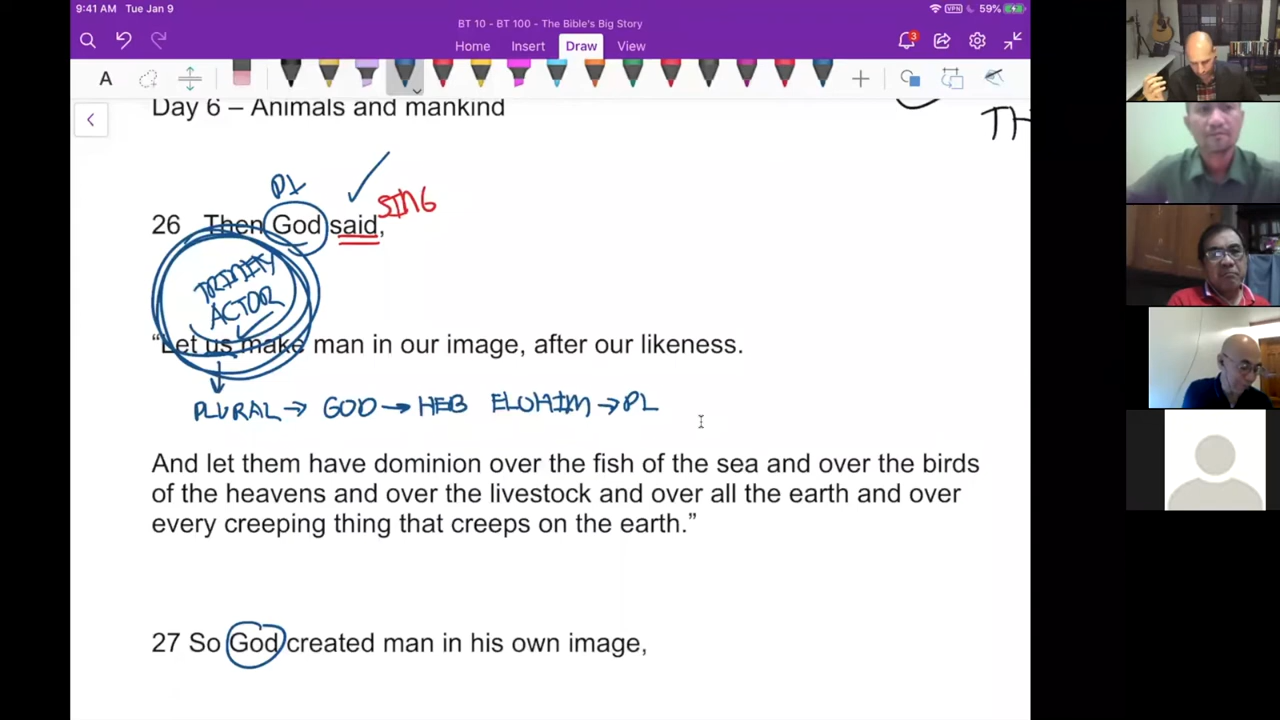 9:41 AM Tue Jan 9
VPN 59%
BT 10 - BT 100 - The Bible's Big Story
Home Insert Draw View
3
A
Day 6 – Animals and mankind
TH
PL
SING
26 Then God said,
TRINITY
ACTOR
“Let us make man in our image, after our likeness.
PLURAL → GOD → HEB ELOHIM → PL
And let them have dominion over the fish of the sea and over the birds
of the heavens and over the livestock and over all the earth and over
every creeping thing that creeps on the earth.”
27 So God created man in his own image,